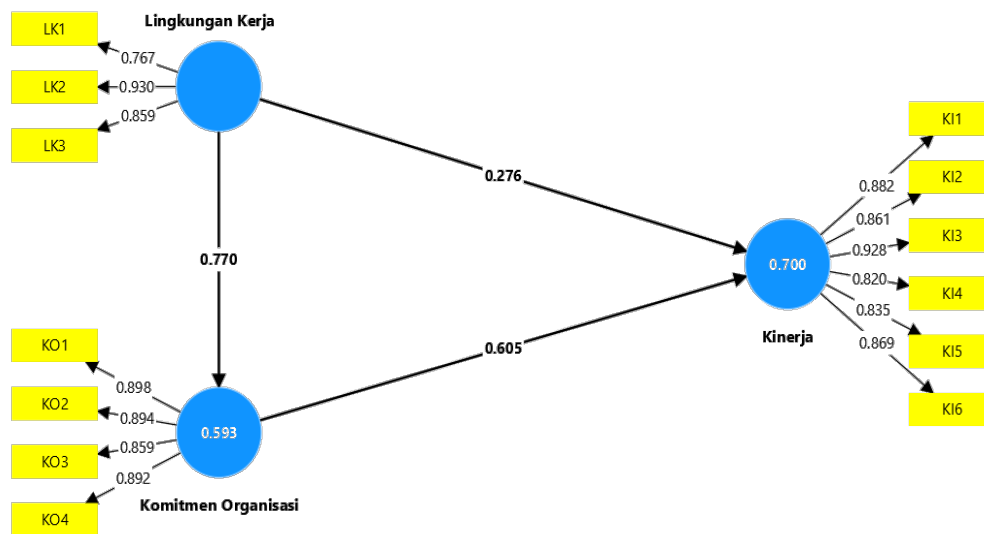 Lingkungan Kerja
LK1
0.767
LK2
0.930
LK3
0.859
0.276
0.770
KI1
0.882
KI2
0.861
KI3
0.928
0.700
KI4
0.820
KI5
0.835
KI6
0.869
Kinerja
0.605
KO1
0.898
KO2
0.894
KO3
0.859
KO4
0.892
0.593
Komitmen Organisasi